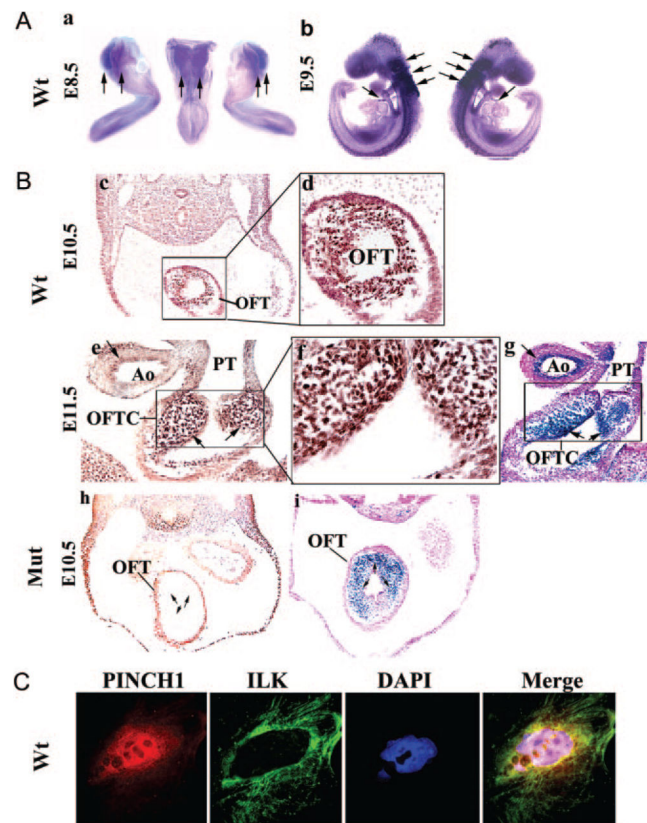 A
a
b
Wt
E8.5
E9.5
B
c
d
Wt
E10.5
OFT
OFT
e
f
g
Ao
PT
Ao
PT
E11.5
OFTC
OFTC
h
i
Mut
E10.5
OFT
OFT
C
PINCH1 ILK DAPI Merge
Wt